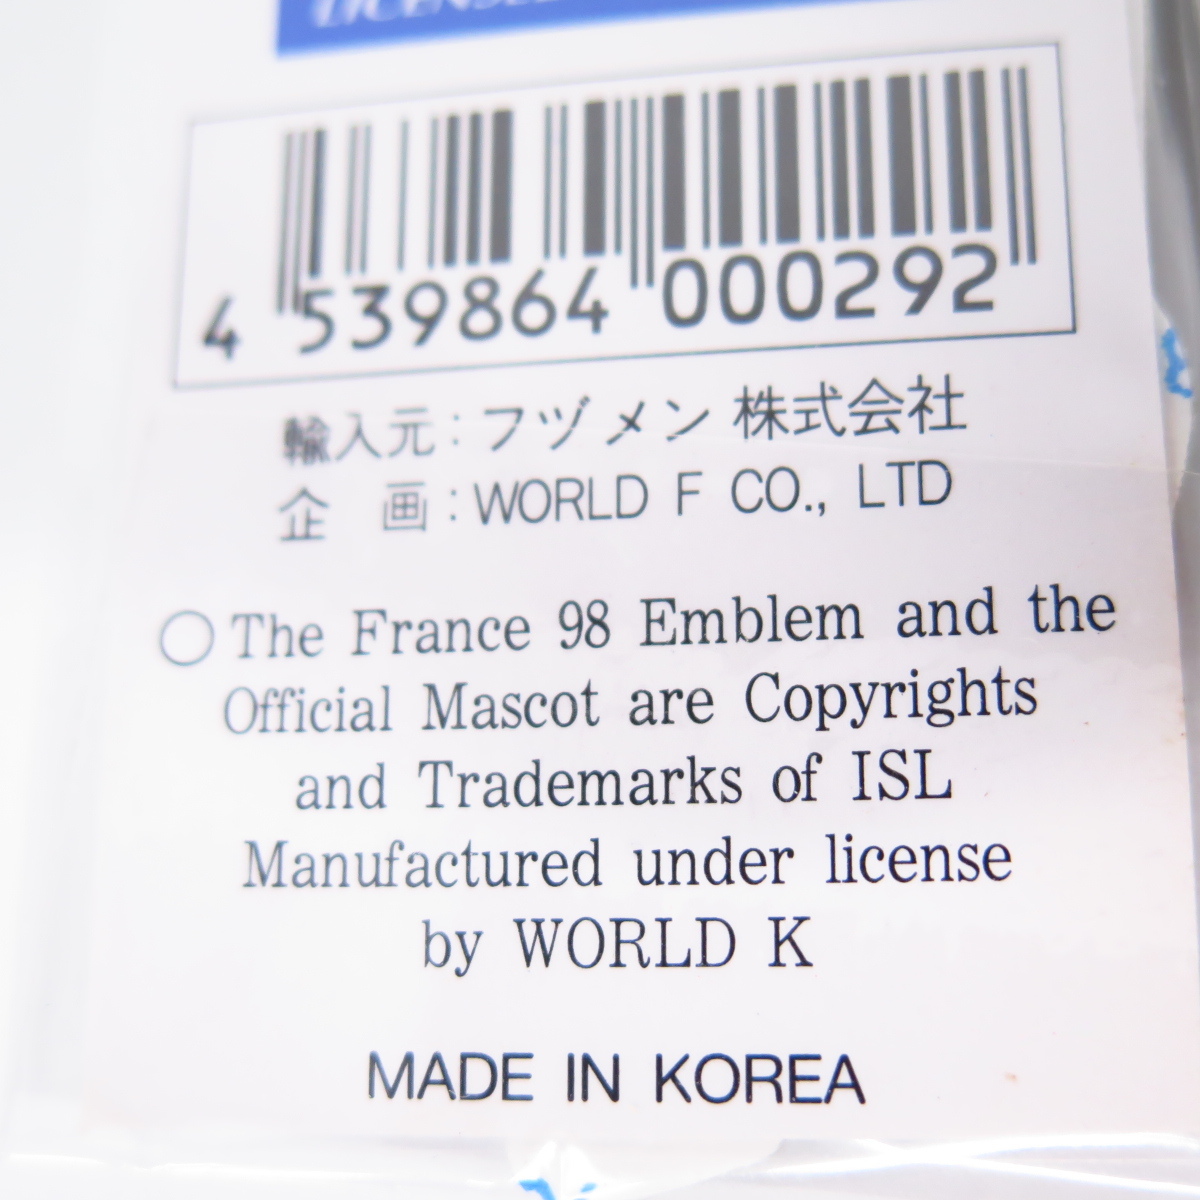 4 539864 000292
輸入元：フヅメン 株式会社
企　画：WORLD F CO., LTD
○The France 98 Emblem and the
Official Mascot are Copyrights
and Trademarks of ISL
Manufactured under license
by WORLD K
MADE IN KOREA